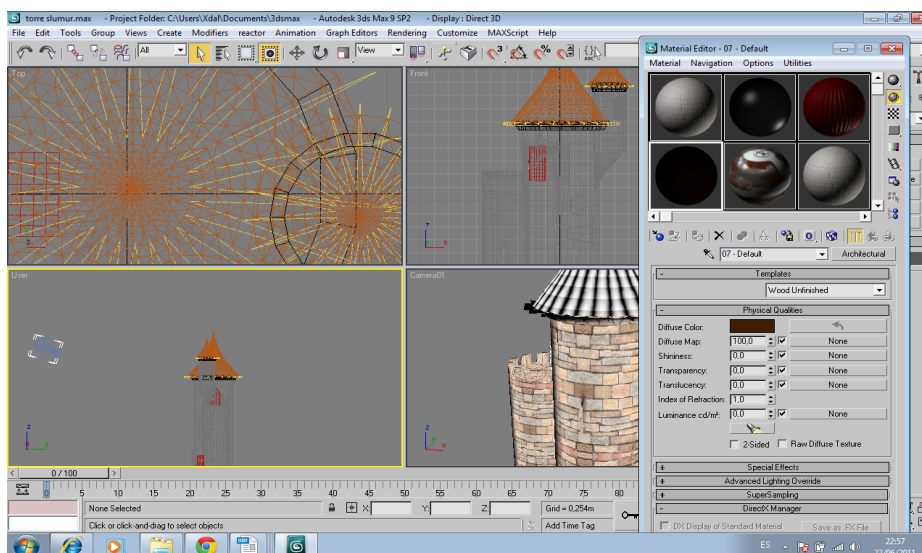 torre slumur.max - Project Folder: C:\Users\Xdal\Documents\3dsmax - Autodesk 3ds Max 9 SP2 - Display : Direct 3D
File Edit Tools Group Views Create Modifiers reactor Animation Graph Editors Rendering Customize MAXScript Help
All
View
ABC
Top
Front
User
Camera01
Material Editor - 07 - Default
Material Navigation Options Utilities
07 - Default
Architectural
Templates
Wood Unfinished
Physical Qualities
Diffuse Color:
Diffuse Map: 100,0 None
Shininess: 0,0 None
Transparency: 0,0 None
Translucency: 0,0 None
Index of Refraction: 1,0
Luminance cd/m²: 0,0 None
2-Sided Raw Diffuse Texture
Special Effects
Advanced Lighting Override
SuperSampling
DirectX Manager
DX Display of Standard Material Save as .FX File
0 / 100
0 5 10 15 20 25 30 35 40 45 50 55 60 65 70 75 80
None Selected X: Y: Z: Grid = 0,254m
Click or click-and-drag to select objects Add Time Tag
ES 22:57
22/06/2011